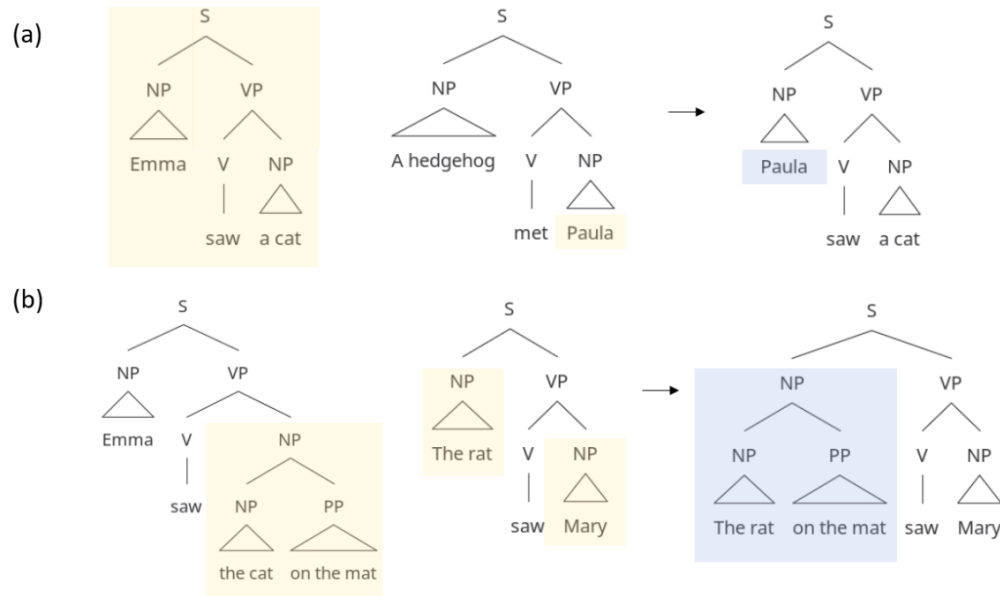 (a)
S S S
NP VP NP VP NP VP
Emma V NP A hedgehog V NP Paula V NP
saw a cat met Paula saw a cat
(b)
S S S
NP VP NP VP NP VP
Emma V NP The rat V NP NP PP V NP
saw NP PP saw Mary The rat on the mat saw Mary
the cat on the mat